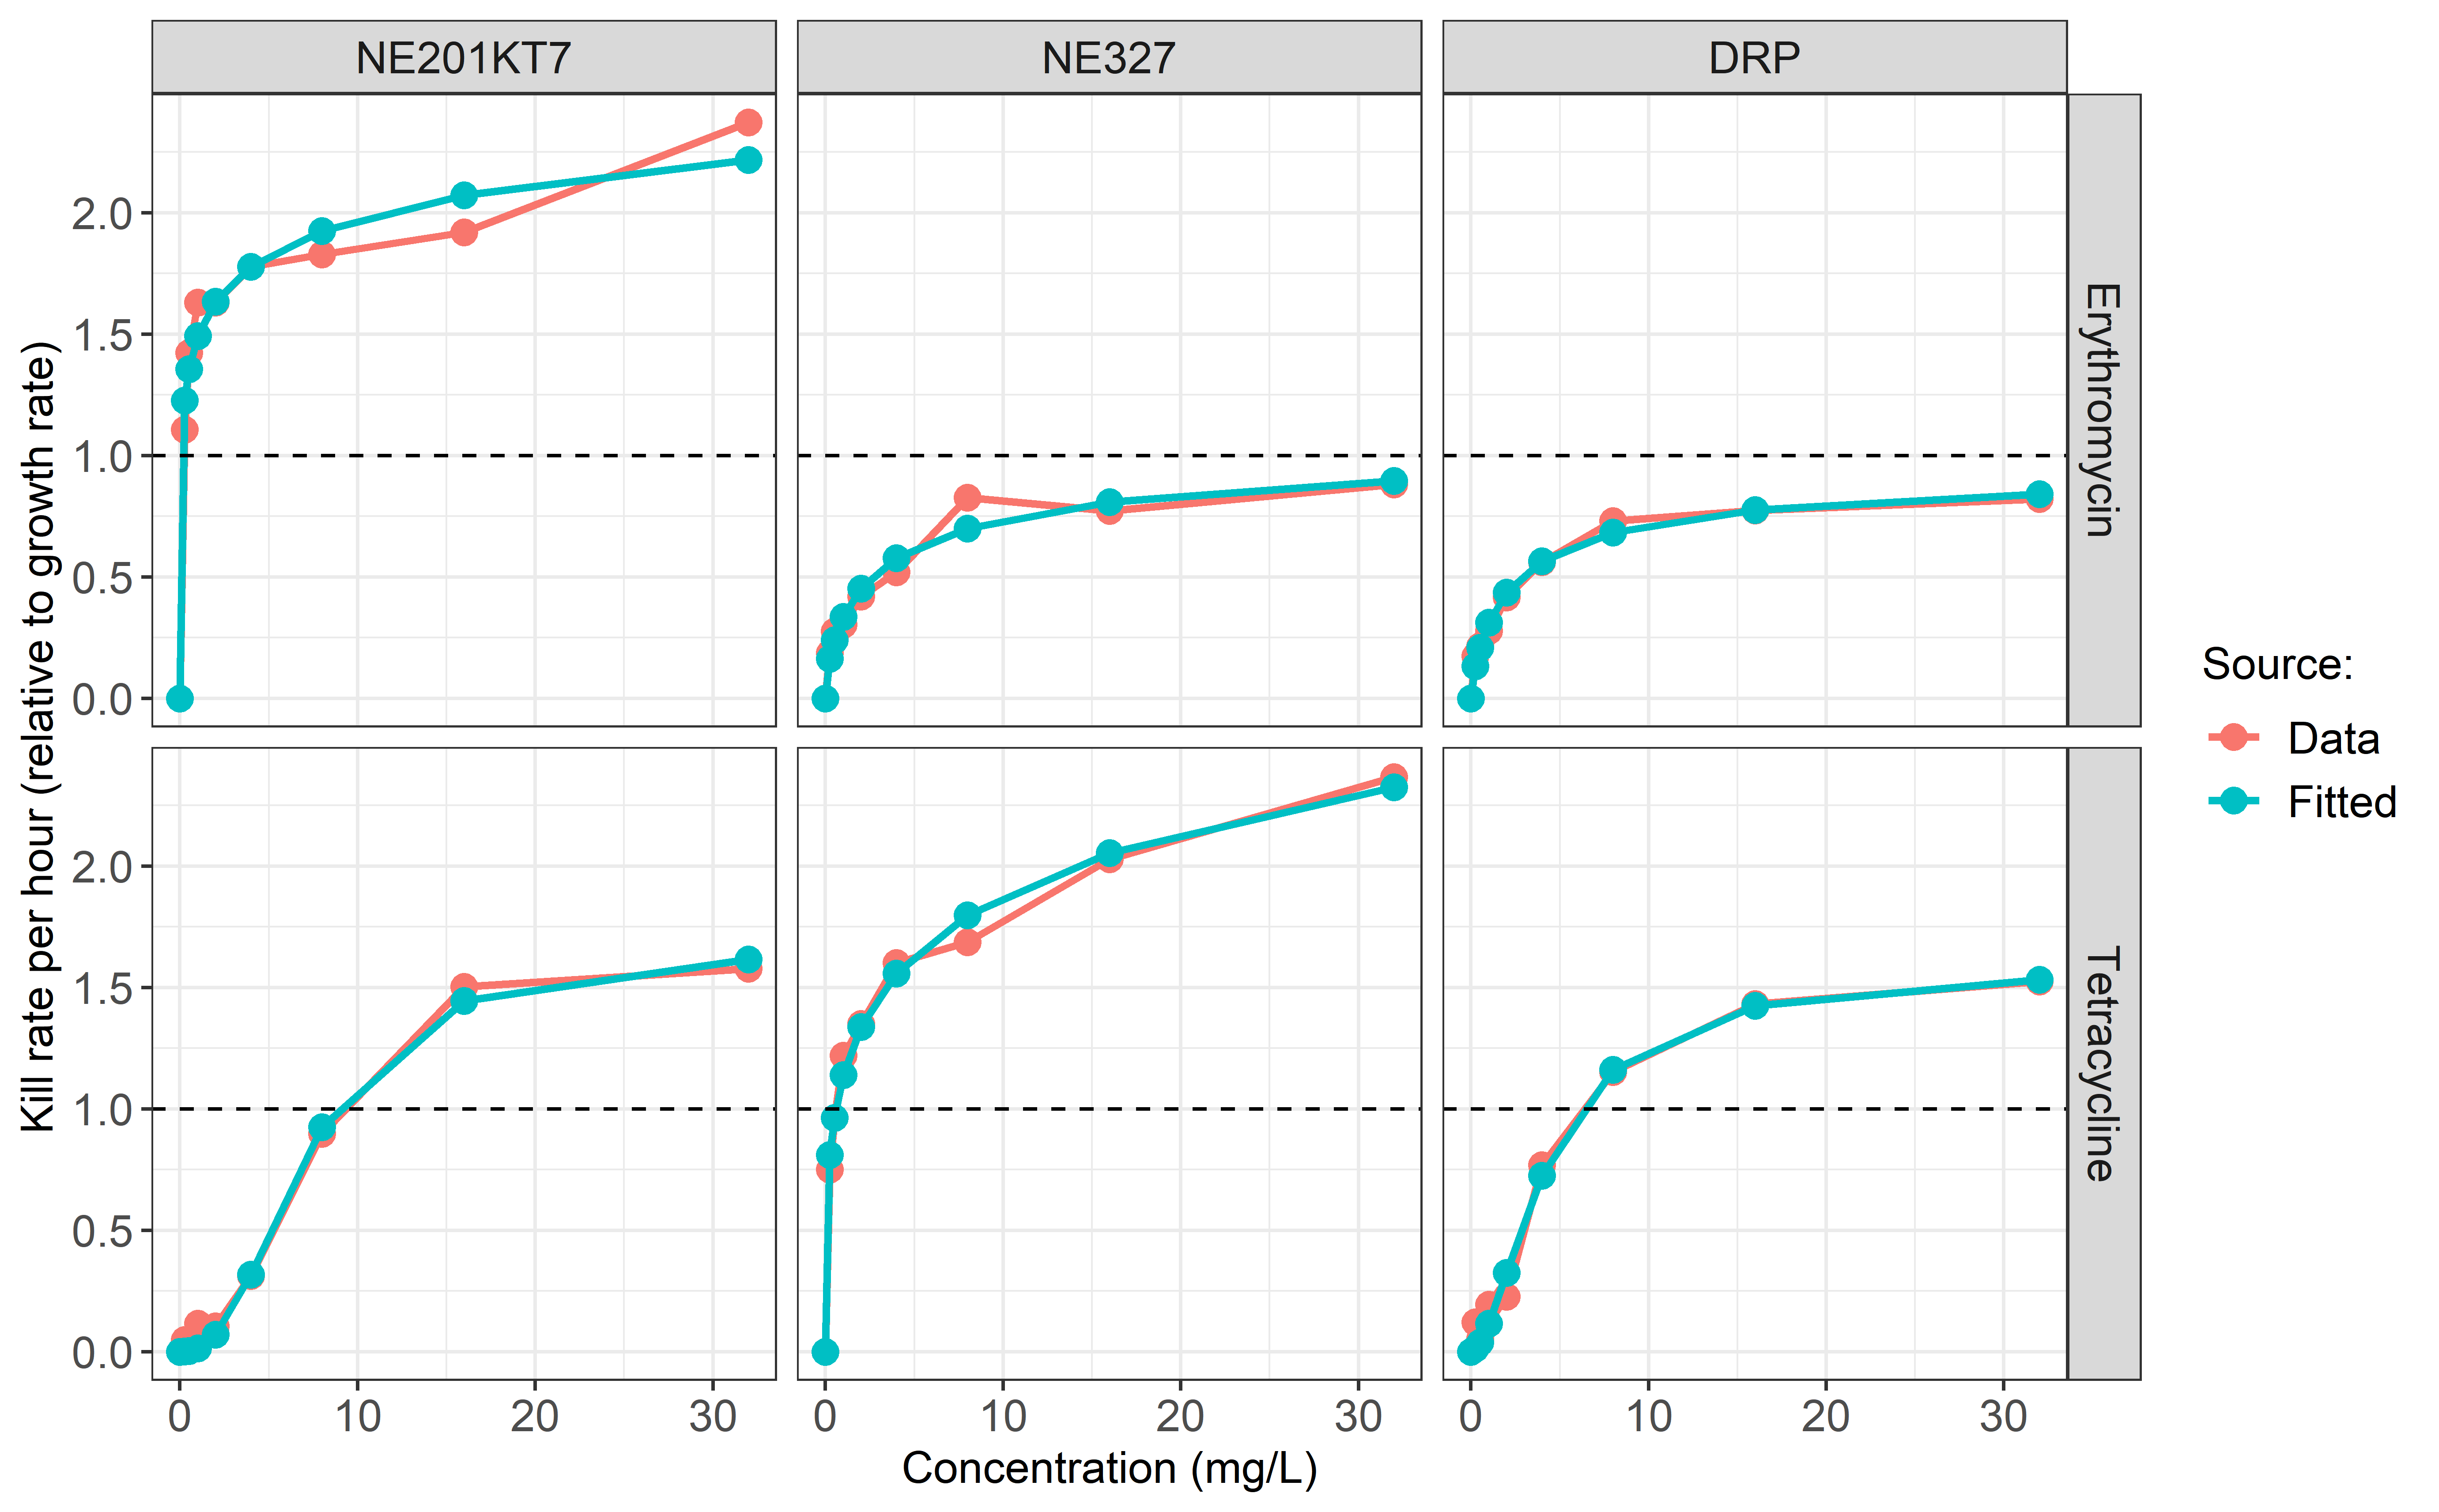 NE201KT7 NE327 DRP
Kill rate per hour (relative to growth rate)
2.0
1.5
1.0
0.5
0.0
Erythromycin
2.0
1.5
1.0
0.5
0.0
Tetracycline
0 10 20 30 0 10 20 30 0 10 20 30
Concentration (mg/L)
Source:
Data
Fitted